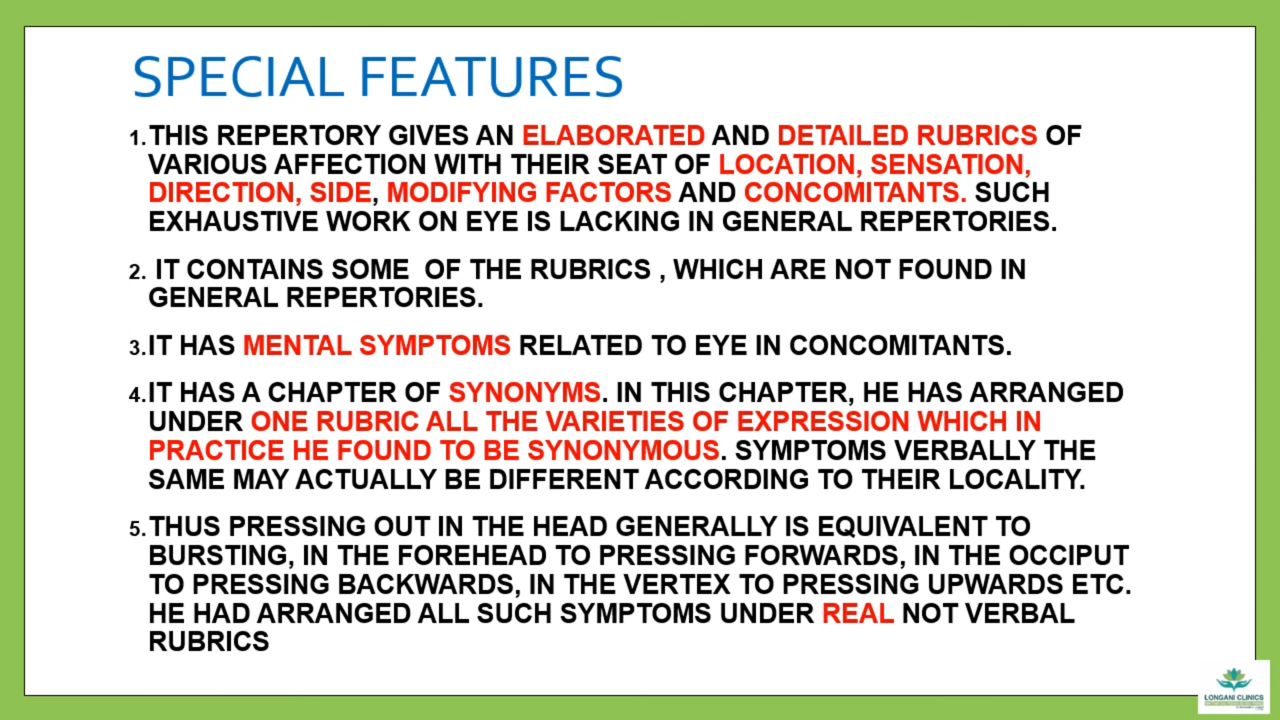 SPECIAL FEATURES
1. THIS REPERTORY GIVES AN ELABORATED AND DETAILED RUBRICS OF
VARIOUS AFFECTION WITH THEIR SEAT OF LOCATION, SENSATION,
DIRECTION, SIDE, MODIFYING FACTORS AND CONCOMITANTS. SUCH
EXHAUSTIVE WORK ON EYE IS LACKING IN GENERAL REPERTORIES.
2. IT CONTAINS SOME OF THE RUBRICS , WHICH ARE NOT FOUND IN
GENERAL REPERTORIES.
3. IT HAS MENTAL SYMPTOMS RELATED TO EYE IN CONCOMITANTS.
4. IT HAS A CHAPTER OF SYNONYMS. IN THIS CHAPTER, HE HAS ARRANGED
UNDER ONE RUBRIC ALL THE VARIETIES OF EXPRESSION WHICH IN
PRACTICE HE FOUND TO BE SYNONYMOUS. SYMPTOMS VERBALLY THE
SAME MAY ACTUALLY BE DIFFERENT ACCORDING TO THEIR LOCALITY.
5. THUS PRESSING OUT IN THE HEAD GENERALLY IS EQUIVALENT TO
BURSTING, IN THE FOREHEAD TO PRESSING FORWARDS, IN THE OCCIPUT
TO PRESSING BACKWARDS, IN THE VERTEX TO PRESSING UPWARDS ETC.
HE HAD ARRANGED ALL SUCH SYMPTOMS UNDER REAL NOT VERBAL
RUBRICS
LONGANI CLINICS